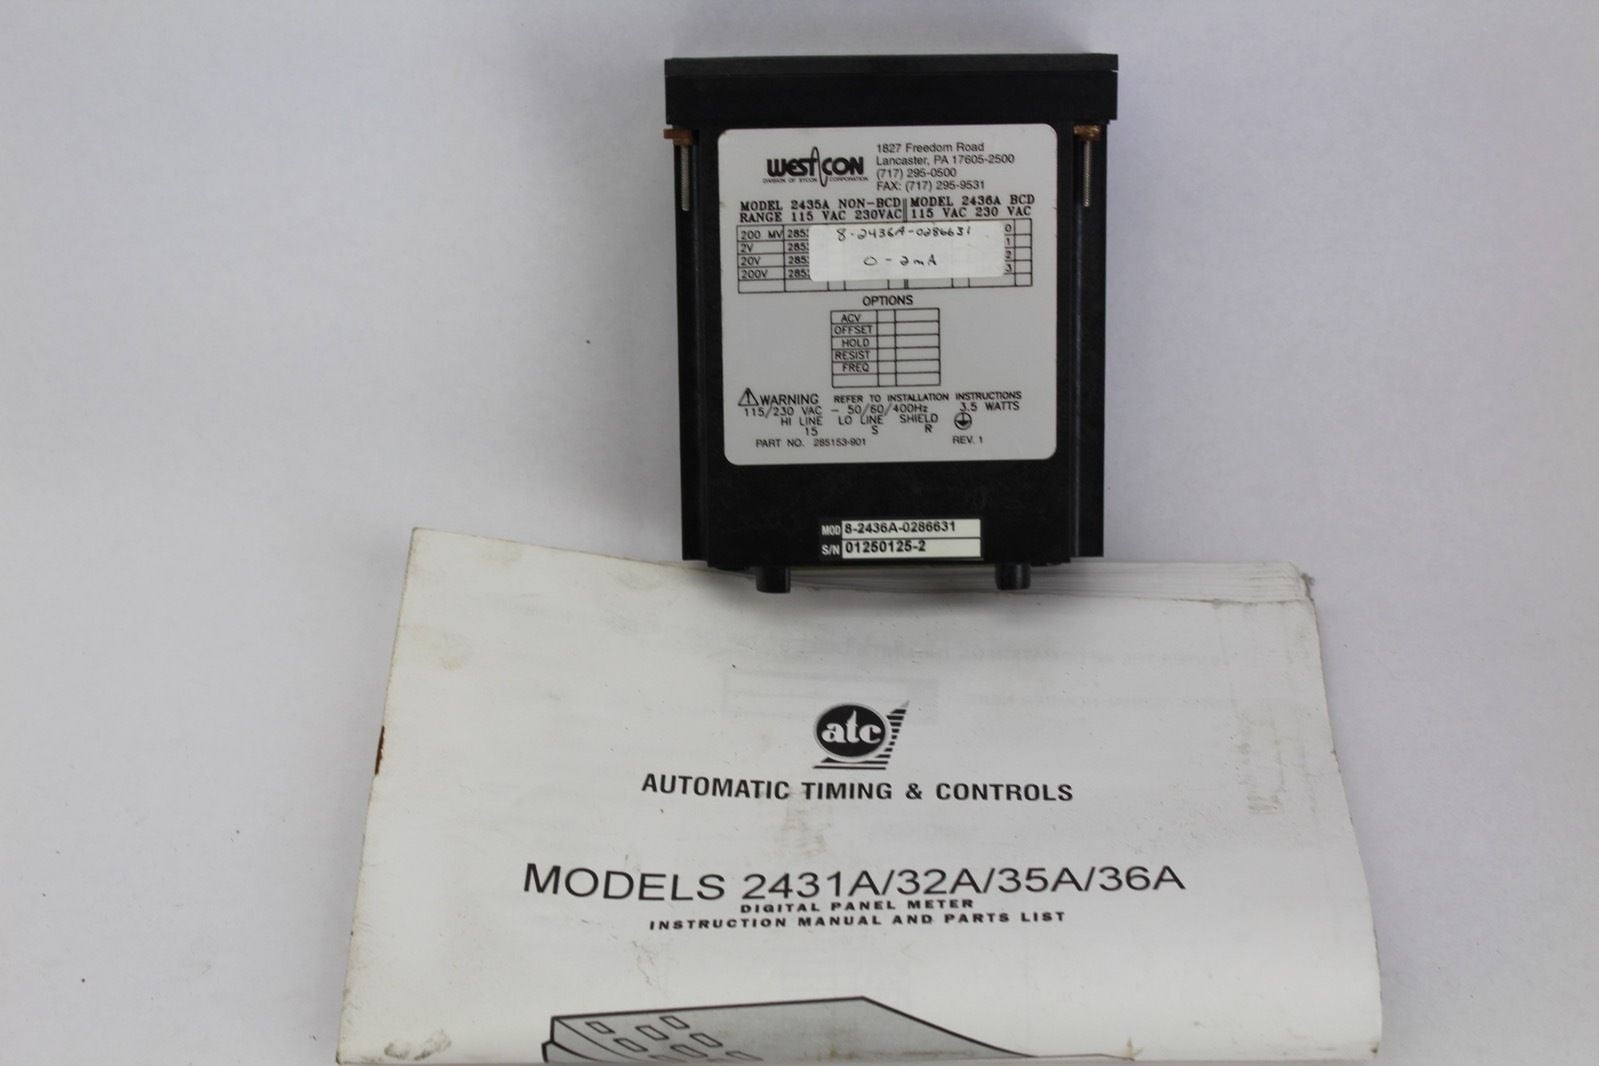 WESTCON
DIVISION OF SYCON CORPORATION
1827 Freedom Road
Lancaster, PA 17605-2500
(717) 295-0500
FAX: (717) 295-9531
MODEL 2435A NON-BCD MODEL 2436A BCD
RANGE 115 VAC 230VAC 115 VAC 230 VAC
200 MV 285 0
2V 285 1
20V 285 2
200V 285 3
8-2436A-0286631
0-2mA
OPTIONS
ACV
OFFSET
HOLD
RESIST
FREQ
WARNING REFER TO INSTALLATION INSTRUCTIONS
115/230 VAC - 50/60/400Hz 3.5 WATTS
HI LINE LO LINE SHIELD
15 S R
PART NO. 285153-901 REV. 1
MOD 8-2436A-0286631
S/N 01250125-2
atc
AUTOMATIC TIMING & CONTROLS
MODELS 2431A/32A/35A/36A
DIGITAL PANEL METER
INSTRUCTION MANUAL AND PARTS LIST